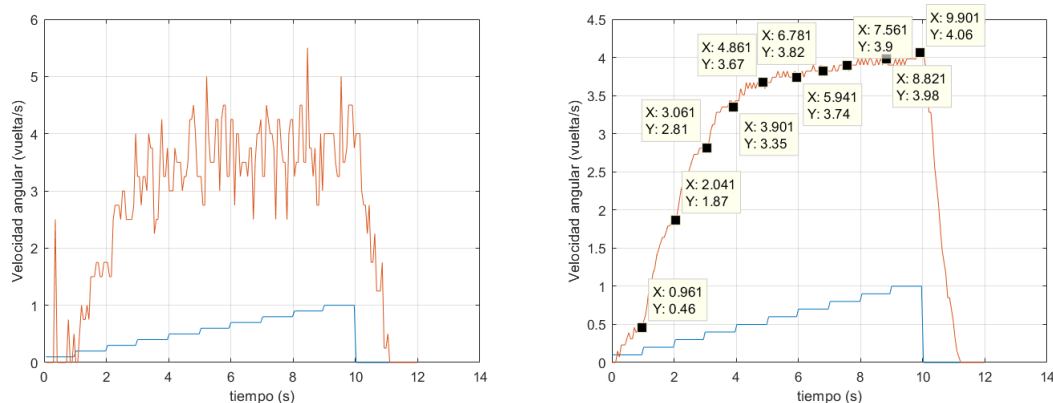 6
5
4
3
2
1
0
0 2 4 6 8 10 12 14
Velocidad angular (vuelta/s)
tiempo (s)
4.5
4
3.5
3
2.5
2
1.5
1
0.5
0
0 2 4 6 8 10 12 14
Velocidad angular (vuelta/s)
tiempo (s)
X: 0.961
Y: 0.46
X: 2.041
Y: 1.87
X: 3.061
Y: 2.81
X: 3.901
Y: 3.35
X: 4.861
Y: 3.67
X: 5.941
Y: 3.74
X: 6.781
Y: 3.82
X: 7.561
Y: 3.9
X: 8.821
Y: 3.98
X: 9.901
Y: 4.06